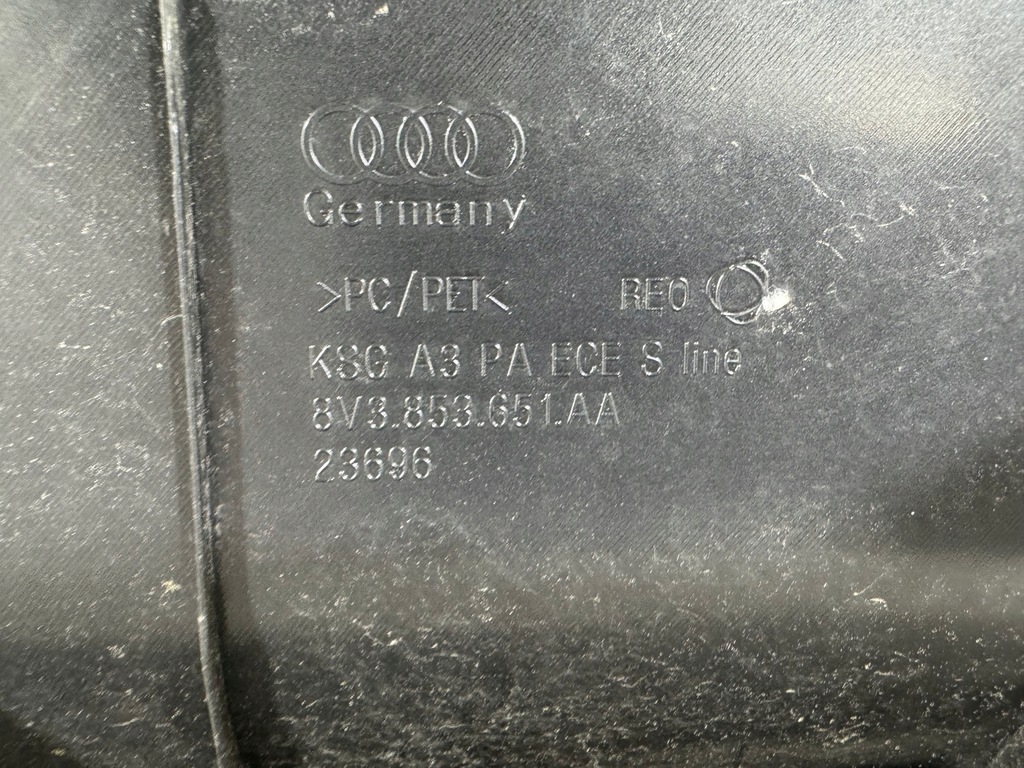 Germany
>PC/PET< REO
KSG A3 PA ECE S line
8V3.853.651.AA
23696